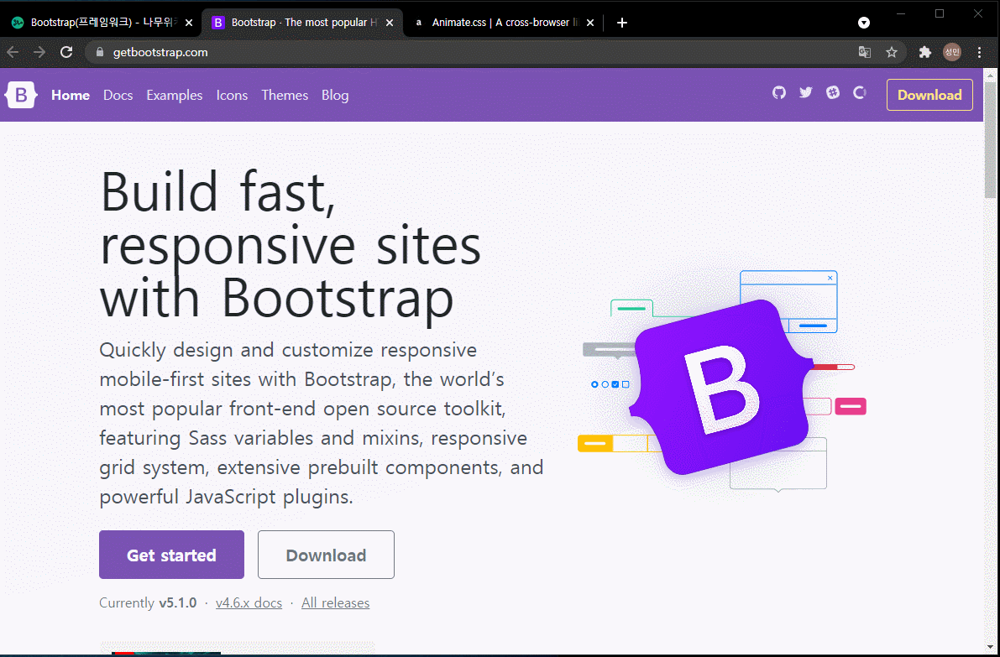 Bootstrap(프레임워크) - 나무위
Bootstrap · The most popular H
a Animate.css | A cross-browser li
getbootstrap.com
성민
B Home Docs Examples Icons Themes Blog Download
Build fast,
responsive sites
with Bootstrap
Quickly design and customize responsive
mobile-first sites with Bootstrap, the world’s
most popular front-end open source toolkit,
featuring Sass variables and mixins, responsive
grid system, extensive prebuilt components, and
powerful JavaScript plugins.
B
Get started Download
Currently v5.1.0 · v4.6.x docs · All releases